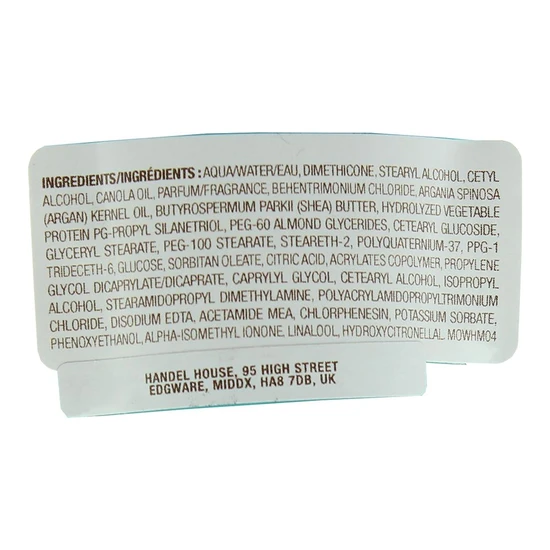 INGREDIENTS/INGRÉDIENTS : AQUA/WATER/EAU, DIMETHICONE, STEARYL ALCOHOL, CETYL
ALCOHOL, CANOLA OIL, PARFUM/FRAGRANCE, BEHENTRIMONIUM CHLORIDE, ARGANIA SPINOSA
(ARGAN) KERNEL OIL, BUTYROSPERMUM PARKII (SHEA) BUTTER, HYDROLYZED VEGETABLE
PROTEIN PG-PROPYL SILANETRIOL, PEG-60 ALMOND GLYCERIDES, CETEARYL GLUCOSIDE,
GLYCERYL STEARATE, PEG-100 STEARATE, STEARETH-2, POLYQUATERNIUM-37, PPG-1
TRIDECETH-6, GLUCOSE, SORBITAN OLEATE, CITRIC ACID, ACRYLATES COPOLYMER, PROPYLENE
GLYCOL DICAPRYLATE/DICAPRATE, CAPRYLYL GLYCOL, CETEARYL ALCOHOL, ISOPROPYL
ALCOHOL, STEARAMIDOPROPYL DIMETHYLAMINE, POLYACRYLAMIDOPROPYLTRIMONIUM
CHLORIDE, DISODIUM EDTA, ACETAMIDE MEA, CHLORPHENESIN, POTASSIUM SORBATE,
PHENOXYETHANOL, ALPHA-ISOMETHYL IONONE, LINALOOL, HYDROXYCITRONELLAL. MOWHM04
HANDEL HOUSE, 95 HIGH STREET
EDGWARE, MIDDX, HA8 7DB, UK